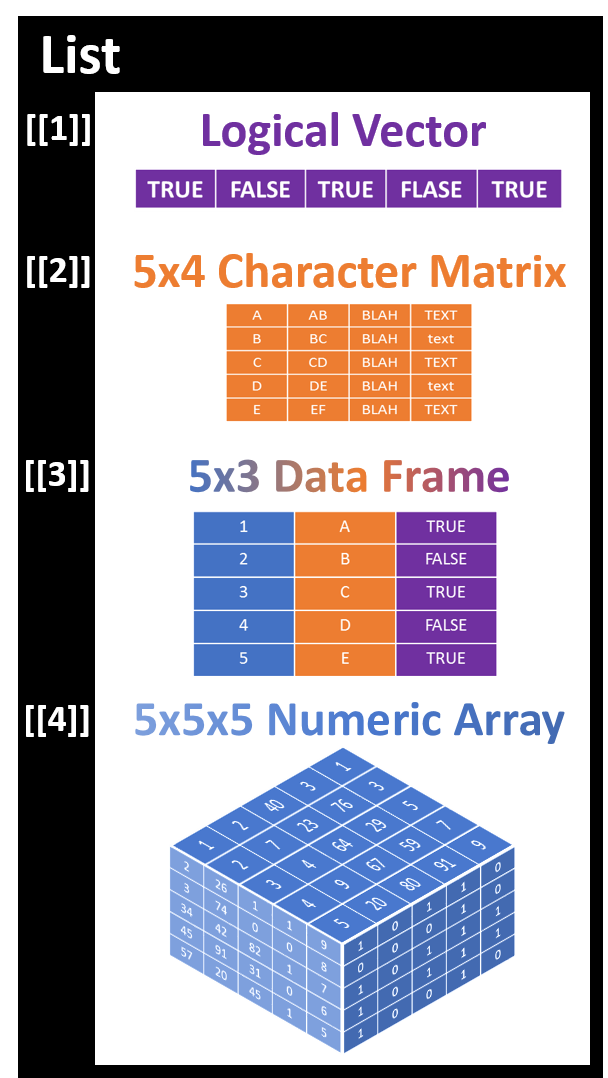 List
[[1]] Logical Vector
TRUE FALSE TRUE FLASE TRUE
[[2]] 5x4 Character Matrix
A AB BLAH TEXT
B BC BLAH text
C CD BLAH TEXT
D DE BLAH text
E EF BLAH TEXT
[[3]] 5x3 Data Frame
1 A TRUE
2 B FALSE
3 C TRUE
4 D FALSE
5 E TRUE
[[4]] 5x5x5 Numeric Array
1 2 40 3 1
2 7 23 76 3
3 4 64 29 5
4 9 67 59 7
5 20 80 91 9
2 26 1 1 9
3 74 0 0 8
34 42 82 1 7
45 91 31 0 6
57 20 45 1 5
1 0 1 1 0
0 0 1 1 0
1 0 1 1 1
1 0 1 1 1
1 0 0 1 0